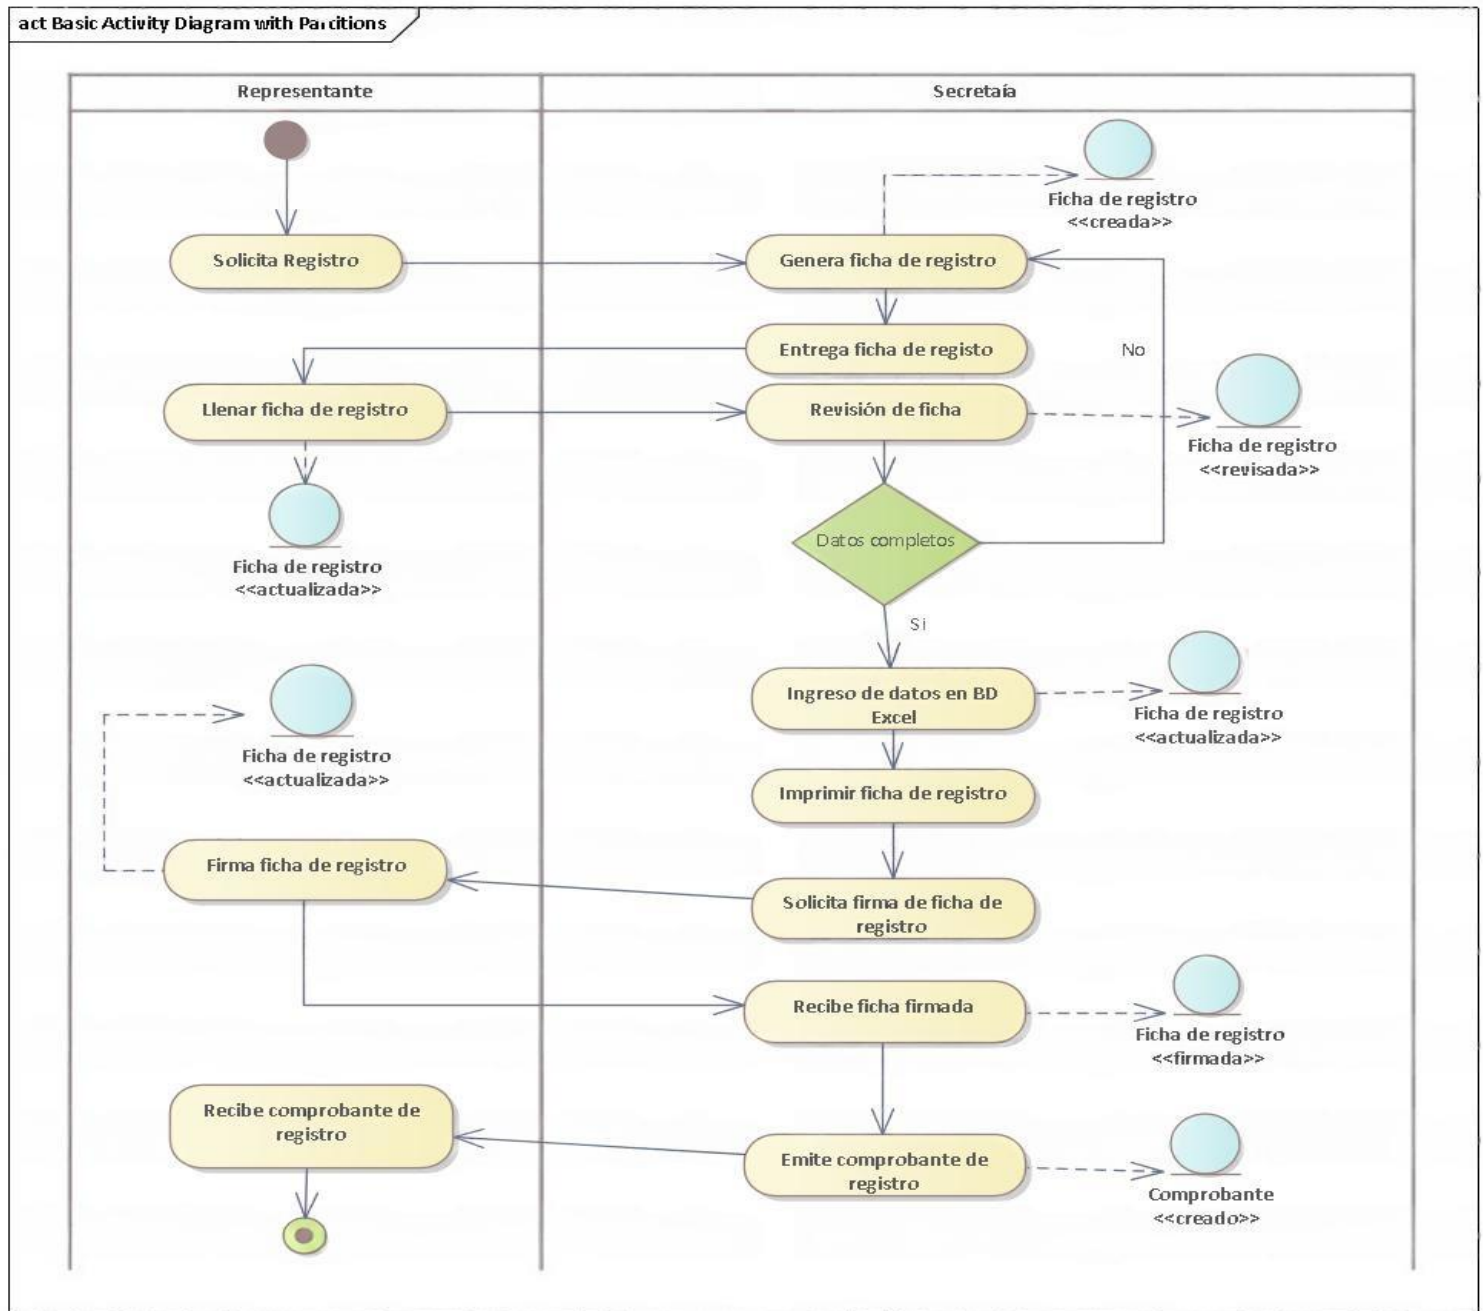 act Basic Activity Diagram with Parcitions
Representante
Secretaía
Ficha de registro
<<creada>>
Solicita Registro
Genera ficha de registro
Entrega ficha de registo
No
Llenar ficha de registro
Revisión de ficha
Ficha de registro
<<revisada>>
Datos completos
Ficha de registro
<<actualizada>>
Si
Ingreso de datos en BD
Excel
Ficha de registro
<<actualizada>>
Ficha de registro
<<actualizada>>
Imprimir ficha de registro
Firma ficha de registro
Solicita firma de ficha de
registro
Recibe ficha firmada
Ficha de registro
<<firmada>>
Recibe comprobante de
registro
Emite comprobante de
registro
Comprobante
<<creado>>